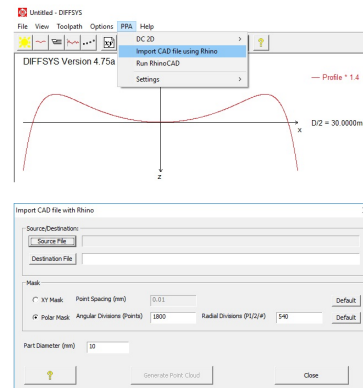 Untitled - DIFFSYS
File View Toolpath Options PPA Help
DC 2D >
Import CAD file using Rhino
Run RhinoCAD
Settings >
DIFFSYS Version 4.75a
Profile * 1.4
x
D/2 = 30.0000m
z
Import CAD file with Rhino
Source/Destination:
Source File
Destination File
Mask
XY Mask Point Spacing (mm) 0.01 Default
Polar Mask Angular Divisions (Points) 1800 Radial Divisions (P1/2/#) 540 Default
Part Diameter (mm) 10
? Generate Point Cloud Close